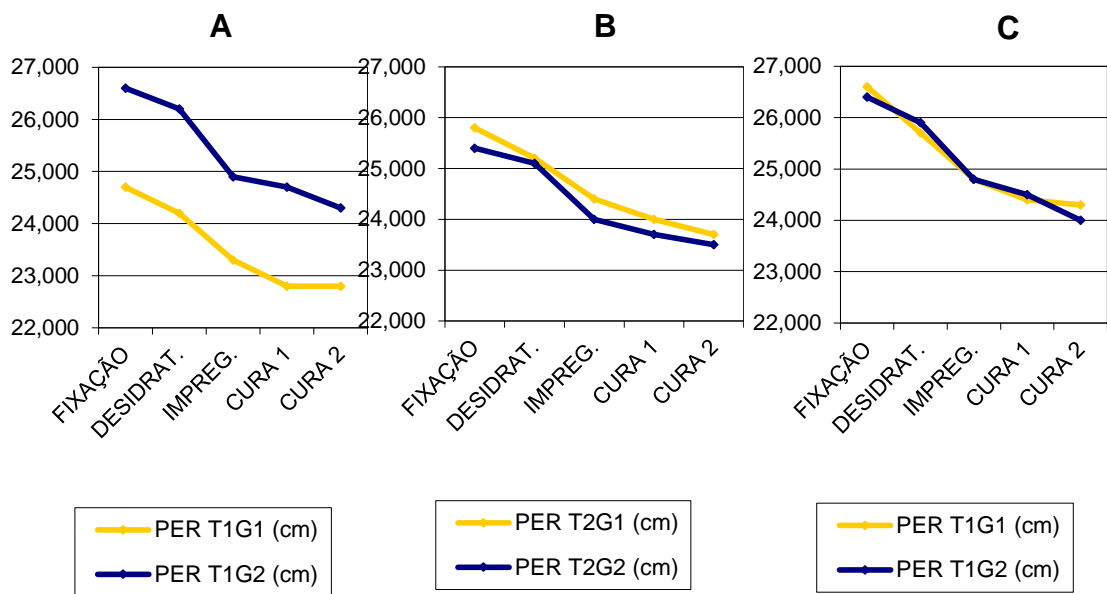 A
27,000
26,000
25,000
24,000
23,000
22,000
FIXAÇÃO
DESIDRAT.
IMPREG.
CURA 1
CURA 2
PER T1G1 (cm)
PER T1G2 (cm)
B
27,000
26,000
25,000
24,000
23,000
22,000
FIXAÇÃO
DESIDRAT.
IMPREG.
CURA 1
CURA 2
PER T2G1 (cm)
PER T2G2 (cm)
C
27,000
26,000
25,000
24,000
23,000
22,000
FIXAÇÃO
DESIDRAT.
IMPREG.
CURA 1
CURA 2
PER T1G1 (cm)
PER T1G2 (cm)